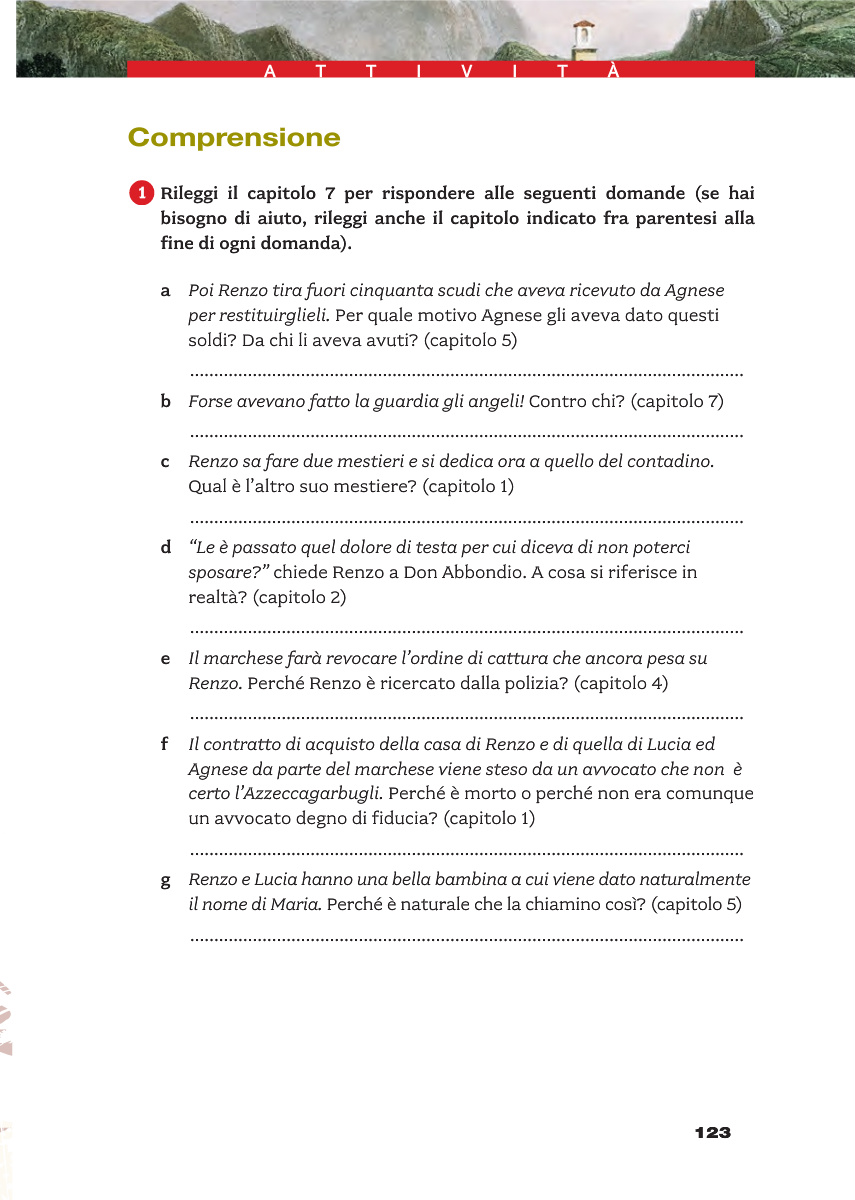 ATTIVITÀ
Comprensione
1 Rileggi il capitolo 7 per rispondere alle seguenti domande (se hai
bisogno di aiuto, rileggi anche il capitolo indicato fra parentesi alla
fine di ogni domanda).
a Poi Renzo tira fuori cinquanta scudi che aveva ricevuto da Agnese
per restituirglieli. Per quale motivo Agnese gli aveva dato questi
soldi? Da chi li aveva avuti? (capitolo 5)
b Forse avevano fatto la guardia gli angeli! Contro chi? (capitolo 7)
c Renzo sa fare due mestieri e si dedica ora a quello del contadino.
Qual è l’altro suo mestiere? (capitolo 1)
d “Le è passato quel dolore di testa per cui diceva di non poterci
sposare?” chiede Renzo a Don Abbondio. A cosa si riferisce in
realtà? (capitolo 2)
e Il marchese farà revocare l’ordine di cattura che ancora pesa su
Renzo. Perché Renzo è ricercato dalla polizia? (capitolo 4)
f Il contratto di acquisto della casa di Renzo e di quella di Lucia ed
Agnese da parte del marchese viene steso da un avvocato che non è
certo l’Azzeccagarbugli. Perché è morto o perché non era comunque
un avvocato degno di fiducia? (capitolo 1)
g Renzo e Lucia hanno una bella bambina a cui viene dato naturalmente
il nome di Maria. Perché è naturale che la chiamino così? (capitolo 5)
123